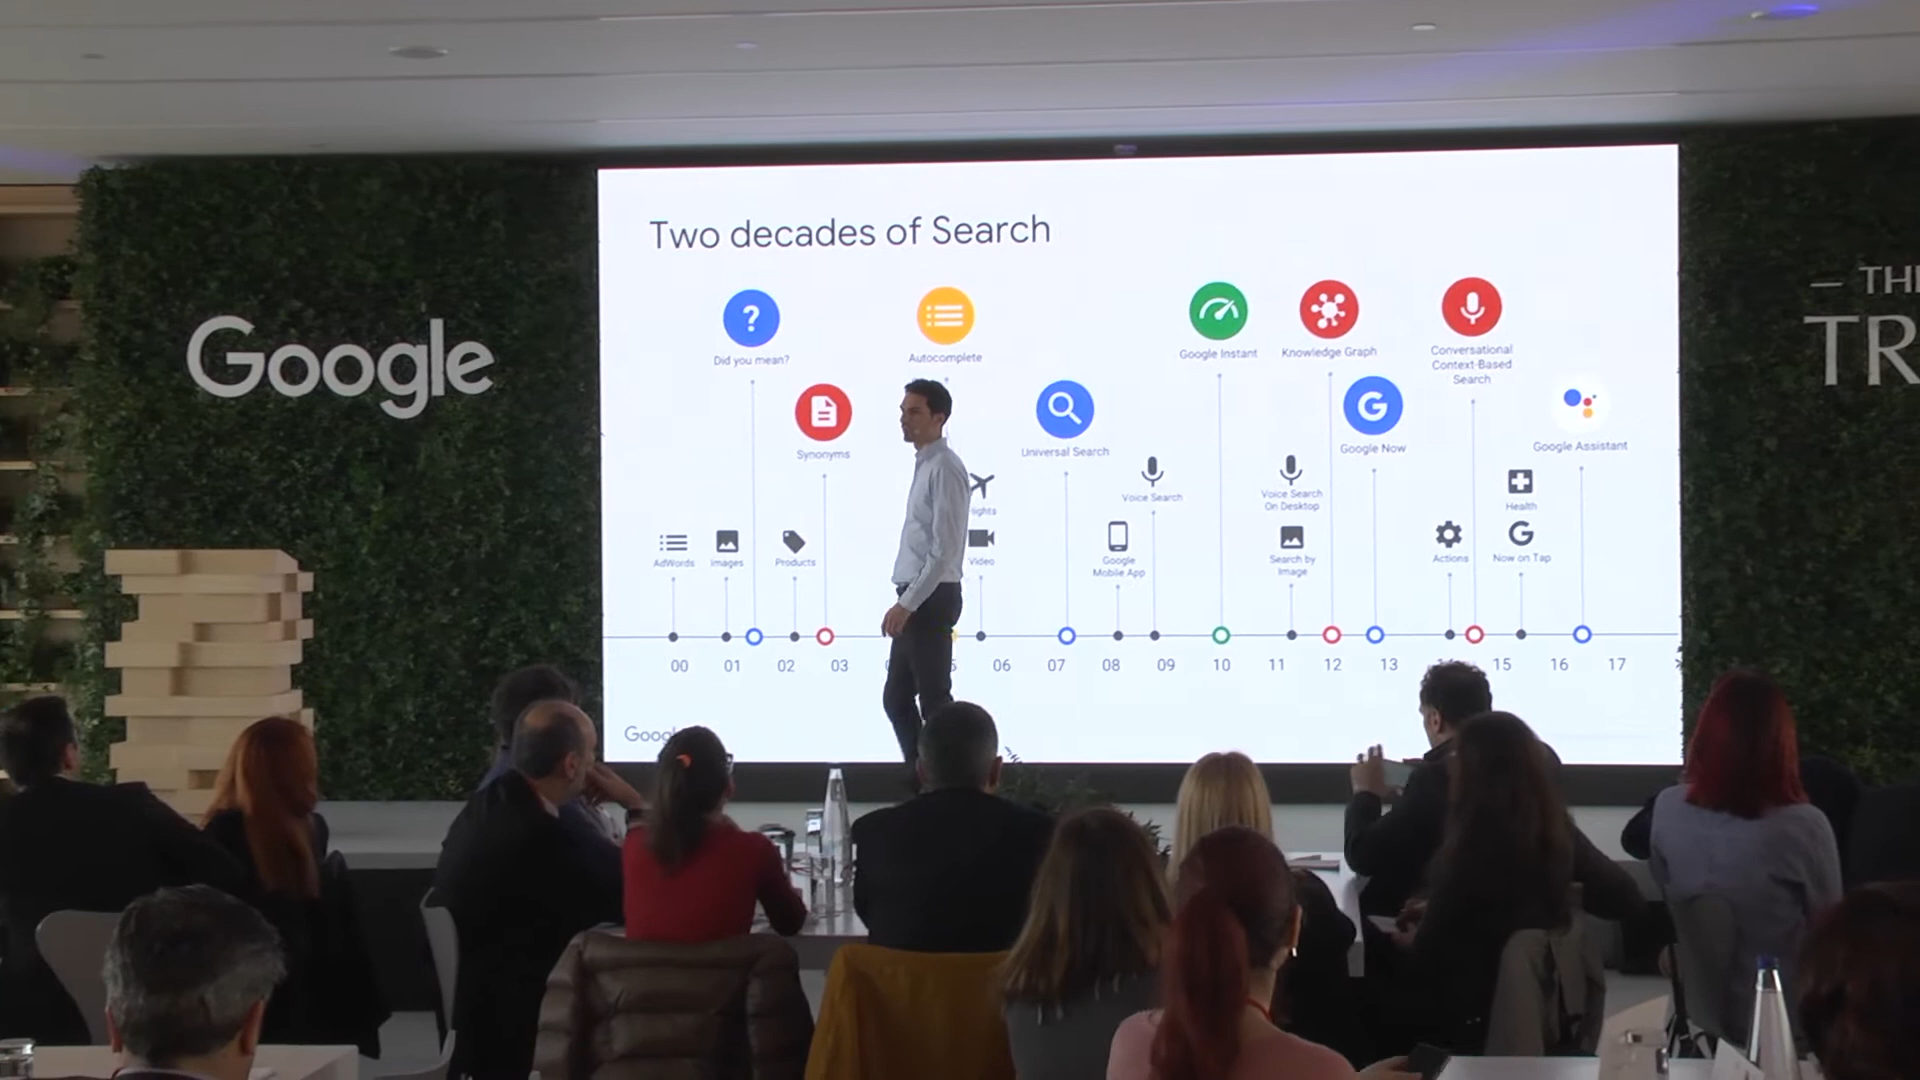 Google
— THE
TR
Two decades of Search
Did you mean?
Autocomplete
Google Instant
Knowledge Graph
Conversational
Context-Based
Search
Synonyms
Universal Search
Google Now
Google Assistant
Voice Search
Voice Search
On Desktop
Health
AdWords
Images
Products
Video
Google
Mobile App
Search by
Image
Actions
Now on Tap
00 01 02 03 06 07 08 09 10 11 12 13 15 16 17